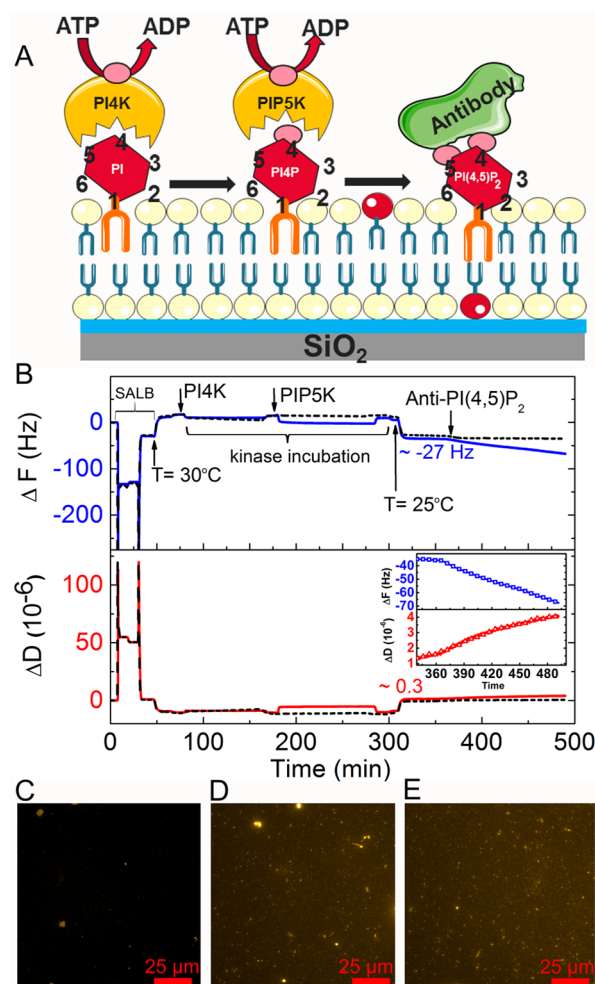 A
ATP ADP ATP ADP
PI4K PIP5K Antibody
5 4 3 PI 6 1 2
4 5 3 PI4P 6 1 2
5 4 3 PI(4,5)P₂ 6 1 2
SiO₂
B
SALB PI4K PIP5K Anti-PI(4,5)P₂
0
-100
-200
Δ F (Hz)
kinase incubation
~ -27 Hz
T= 30°C
T= 25°C
100
50
0
ΔD (10⁻⁶)
-40
-50
-60
-70
ΔF (Hz)
4
3
2
1
ΔD (10⁻⁶)
360 390 420 450 480
Time
~ 0.3
0 100 200 300 400 500
Time (min)
C D E
25 µm 25 µm 25 µm